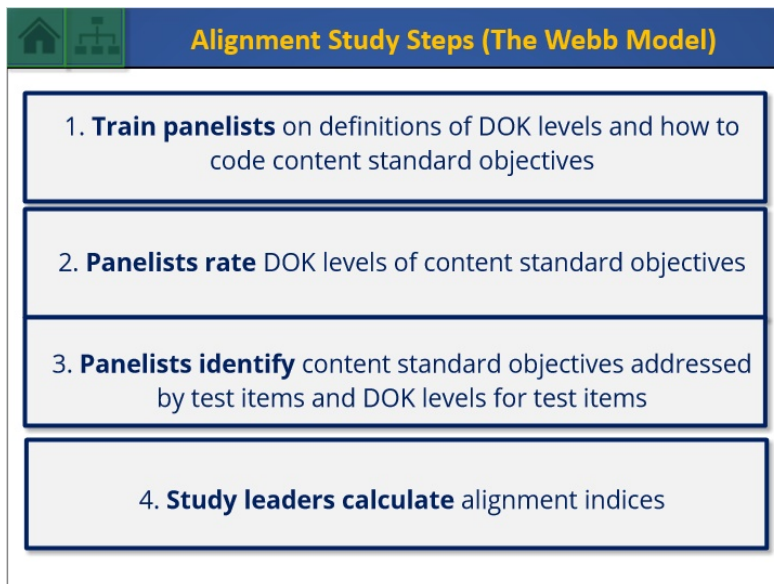 Alignment Study Steps (The Webb Model)
1. Train panelists on definitions of DOK levels and how to
code content standard objectives
2. Panelists rate DOK levels of content standard objectives
3. Panelists identify content standard objectives addressed
by test items and DOK levels for test items
4. Study leaders calculate alignment indices